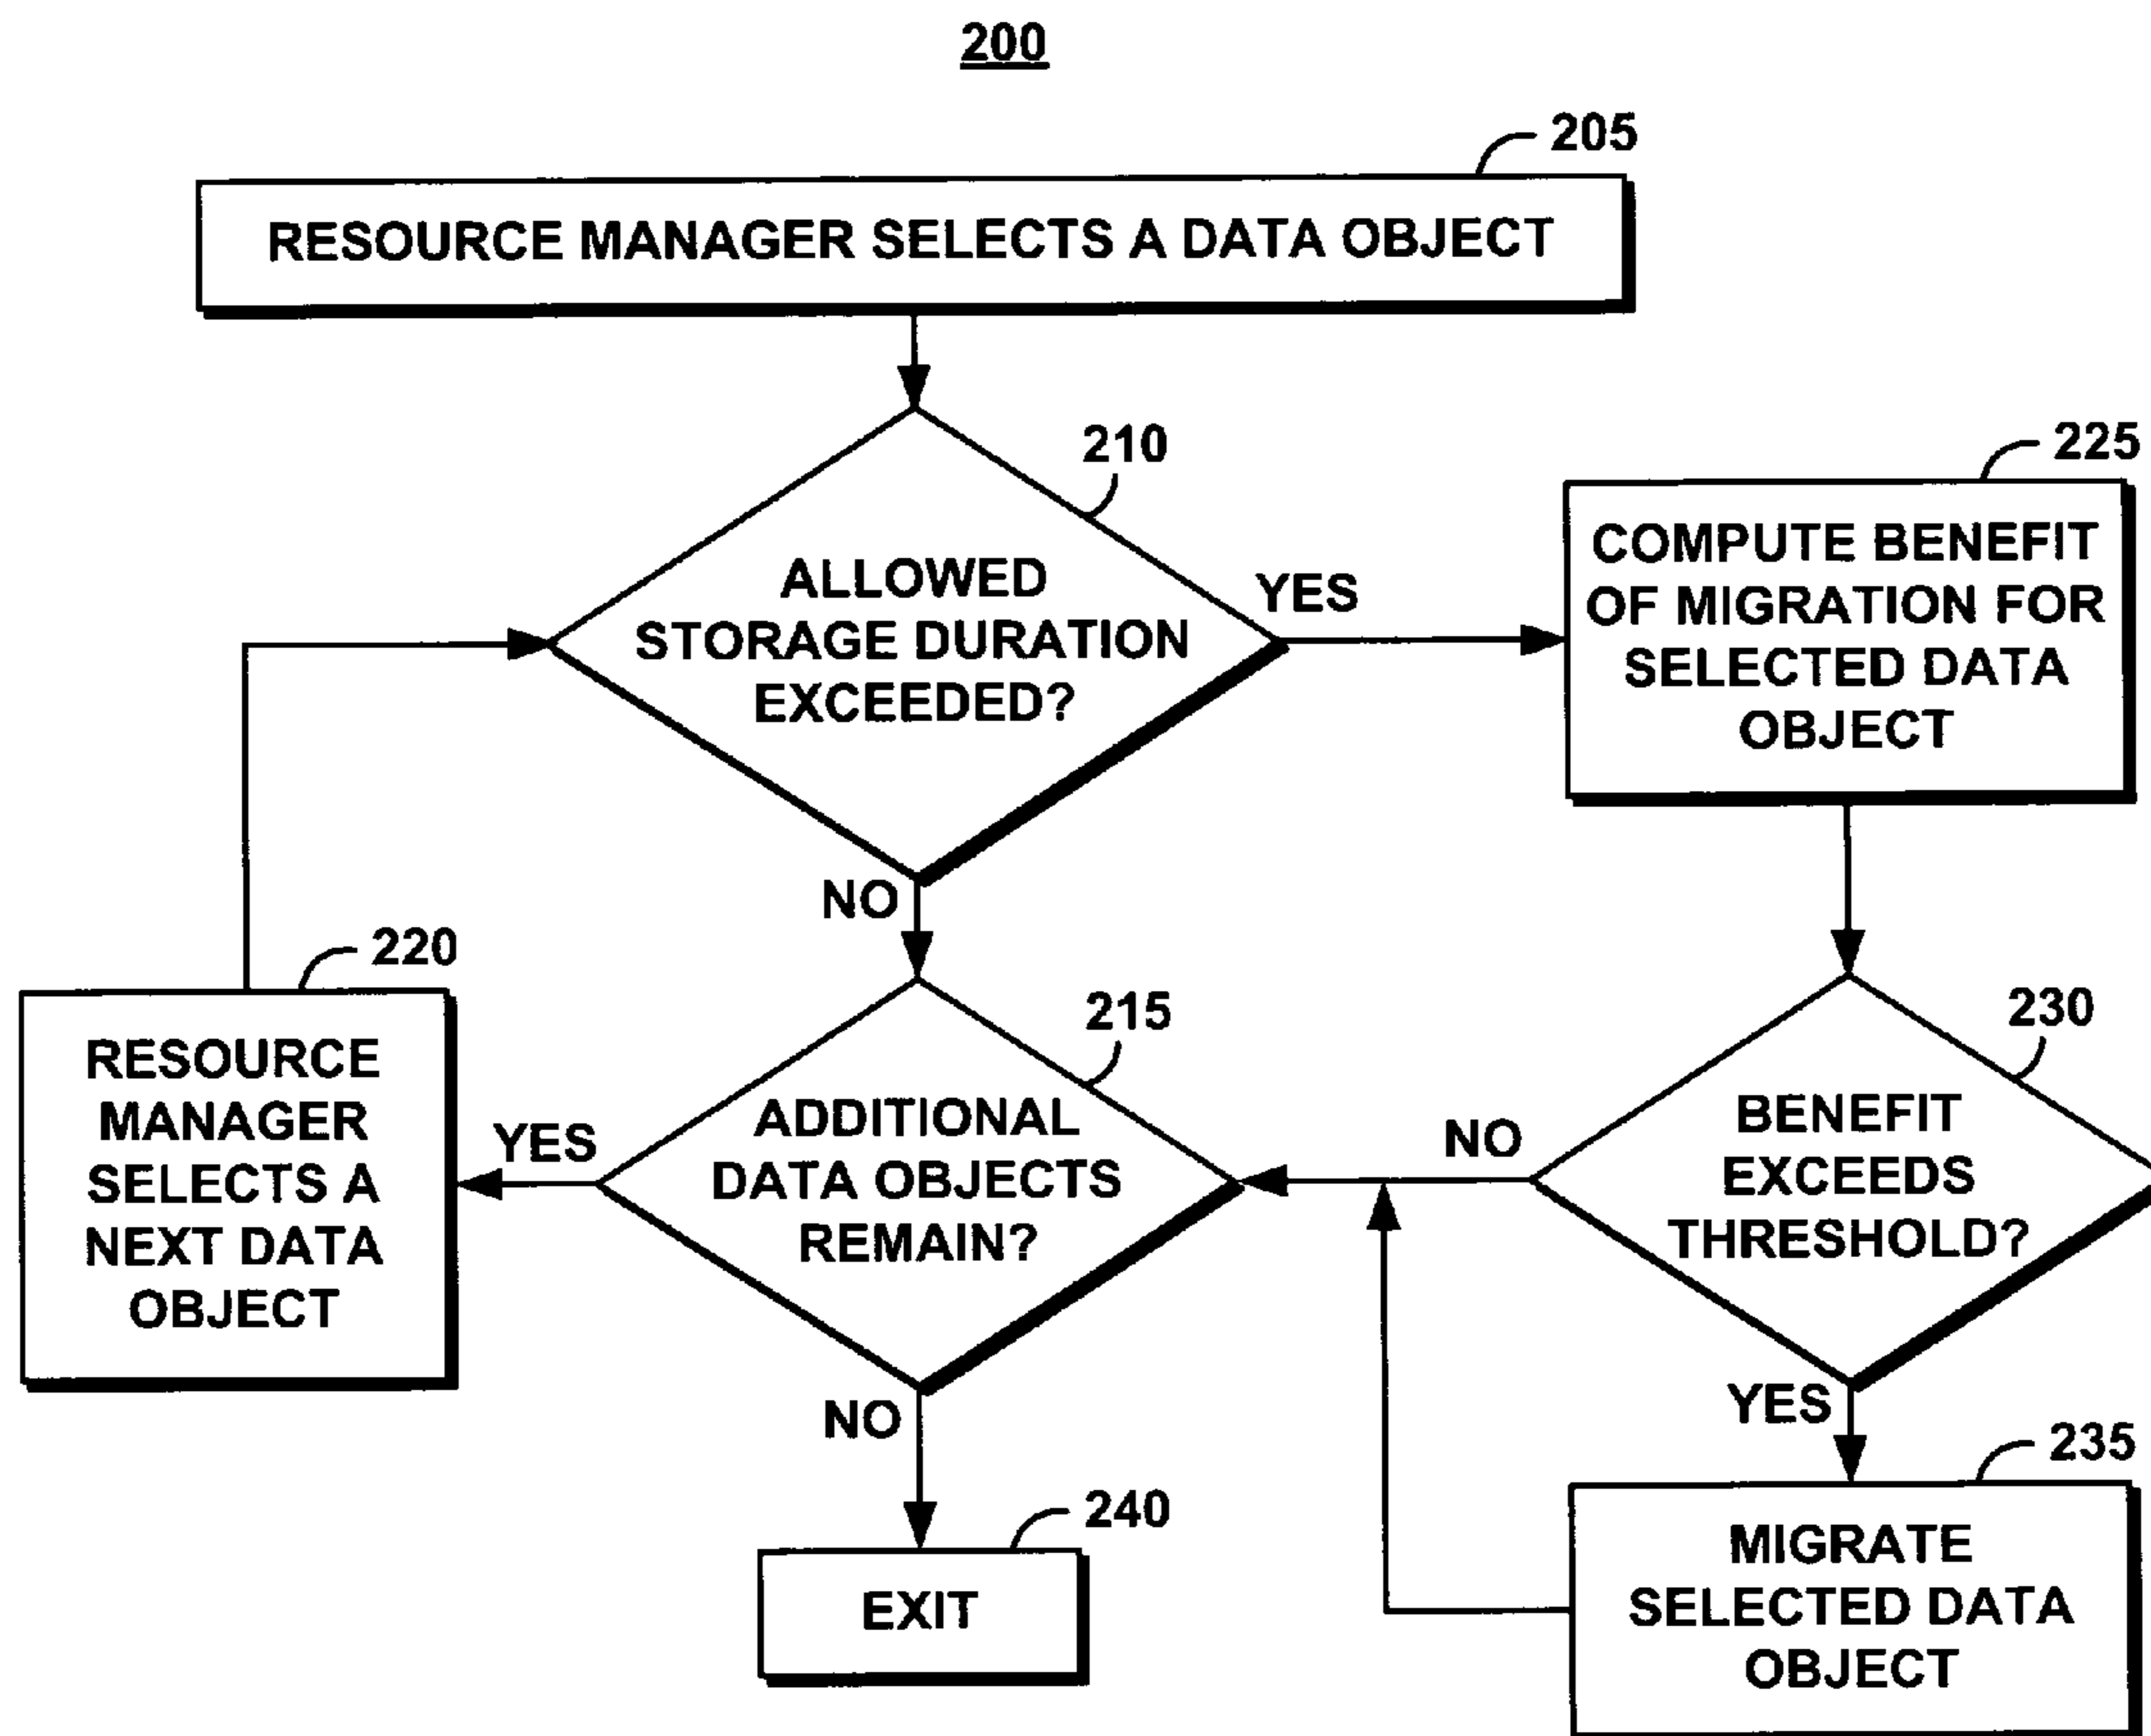 200
205
RESOURCE MANAGER SELECTS A DATA OBJECT
210
ALLOWED
STORAGE DURATION
EXCEEDED?
YES
225
COMPUTE BENEFIT
OF MIGRATION FOR
SELECTED DATA
OBJECT
NO
220
RESOURCE
MANAGER
SELECTS A
NEXT DATA
OBJECT
YES
215
ADDITIONAL
DATA OBJECTS
REMAIN?
NO
230
BENEFIT
EXCEEDS
THRESHOLD?
YES
NO
240
EXIT
235
MIGRATE
SELECTED DATA
OBJECT